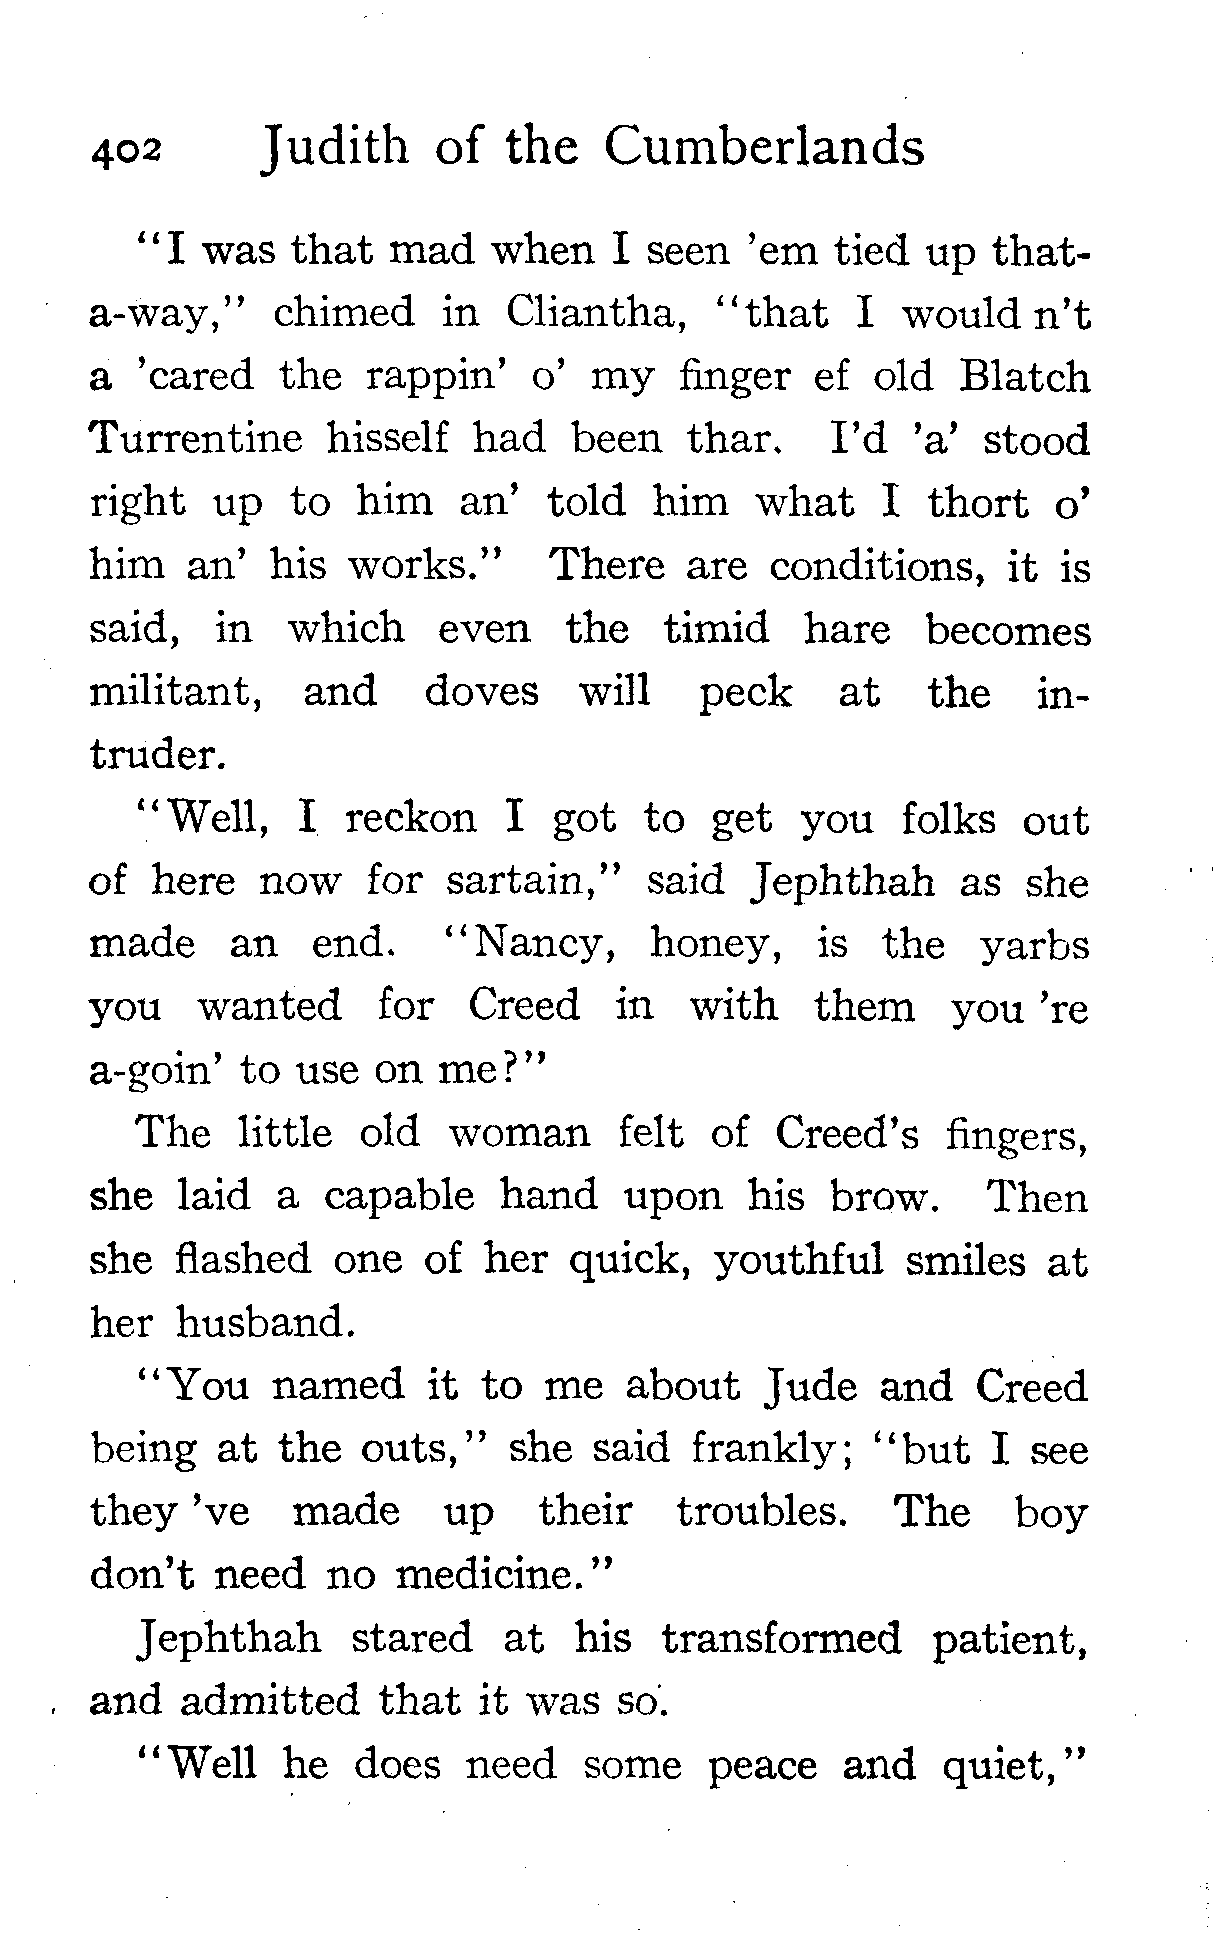 402 Judith of the Cumberlands
"I was that mad when I seen 'em tied up that-
a-way," chimed in Cliantha, "that I would n't
a 'cared the rappin' o' my finger ef old Blatch
Turrentine hisself had been thar. I'd 'a' stood
right up to him an' told him what I thort o'
him an' his works." There are conditions, it is
said, in which even the timid hare becomes
militant, and doves will peck at the in-
truder.
"Well, I reckon I got to get you folks out
of here now for sartain," said Jephthah as she
made an end. "Nancy, honey, is the yarbs
you wanted for Creed in with them you 're
a-goin' to use on me?"
The little old woman felt of Creed's fingers,
she laid a capable hand upon his brow. Then
she flashed one of her quick, youthful smiles at
her husband.
"You named it to me about Jude and Creed
being at the outs," she said frankly; "but I see
they 've made up their troubles. The boy
don't need no medicine."
Jephthah stared at his transformed patient,
and admitted that it was so.
"Well he does need some peace and quiet,"